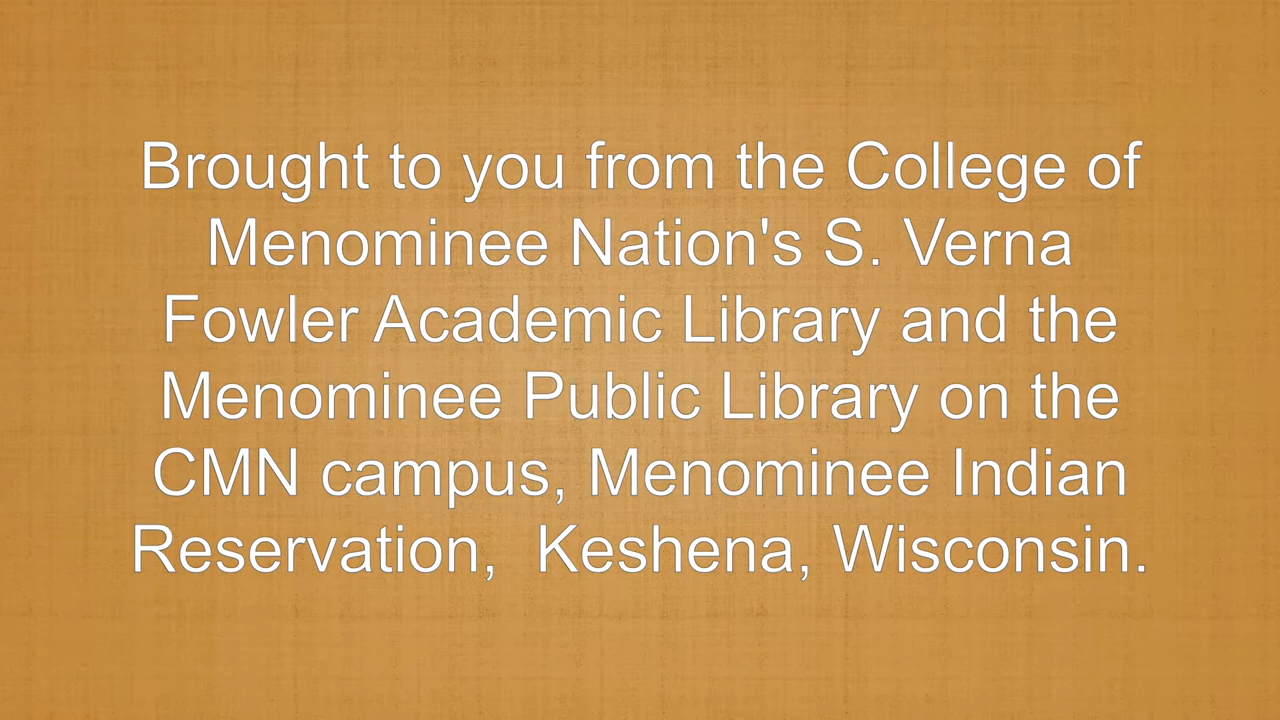 Brought to you from the College of
Menominee Nation's S. Verna
Fowler Academic Library and the
Menominee Public Library on the
CMN campus, Menominee Indian
Reservation,  Keshena, Wisconsin.